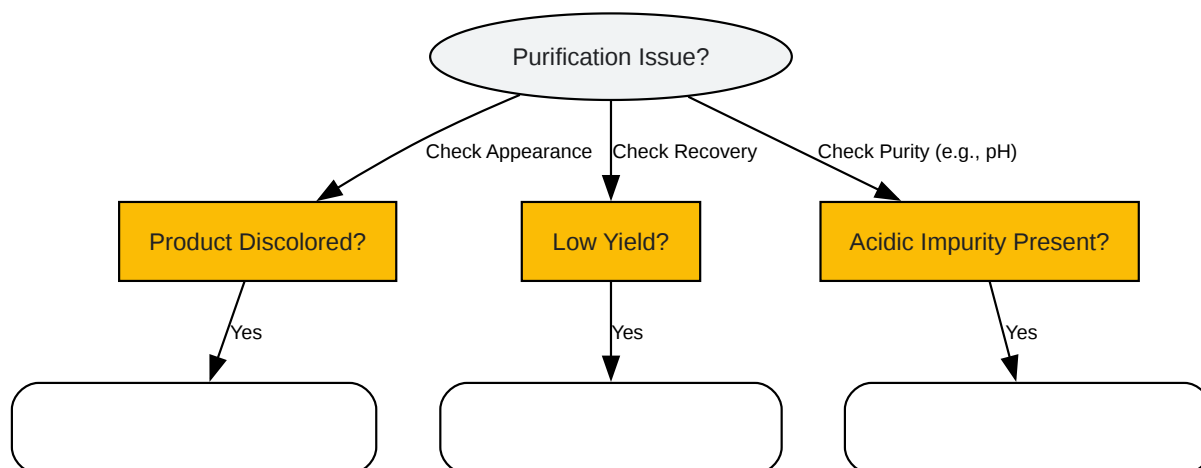 Purification Issue?
Check Appearance
Check Recovery
Check Purity (e.g., pH)
Product Discolored?
Low Yield?
Acidic Impurity Present?
Yes
Yes
Yes